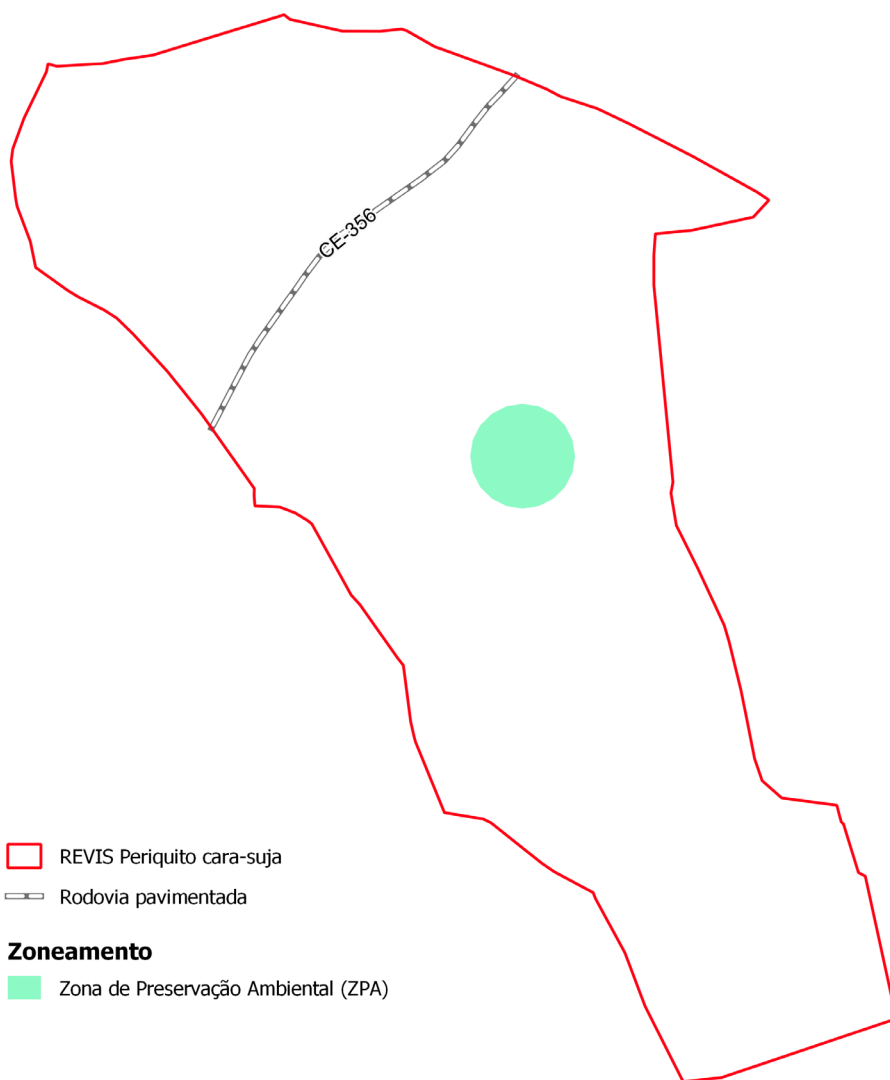 CE-356
REVIS Periquito cara-suja
Rodovia pavimentada
Zoneamento
Zona de Preservação Ambiental (ZPA)